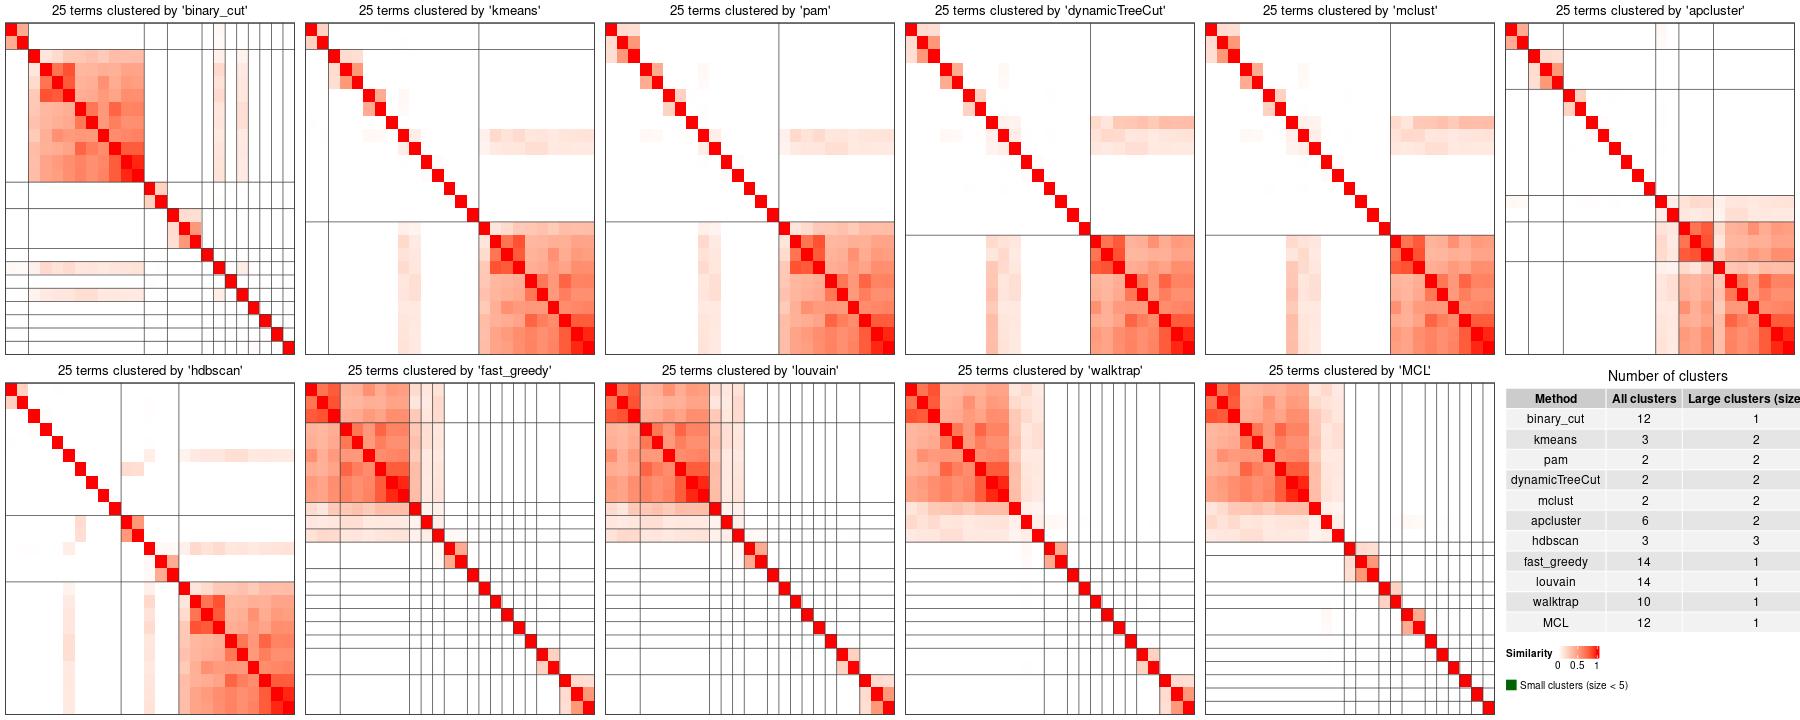 25 terms clustered by 'binary_cut'
25 terms clustered by 'kmeans'
25 terms clustered by 'pam'
25 terms clustered by 'dynamicTreeCut'
25 terms clustered by 'mclust'
25 terms clustered by 'apcluster'
25 terms clustered by 'hdbscan'
25 terms clustered by 'fast_greedy'
25 terms clustered by 'louvain'
25 terms clustered by 'walktrap'
25 terms clustered by 'MCL'
Number of clusters
Method All clusters Large clusters (size
binary_cut 12 1
kmeans 3 2
pam 2 2
dynamicTreeCut 2 2
mclust 2 2
apcluster 6 2
hdbscan 3 3
fast_greedy 14 1
louvain 14 1
walktrap 10 1
MCL 12 1
Similarity
0 0.5 1
Small clusters (size < 5)